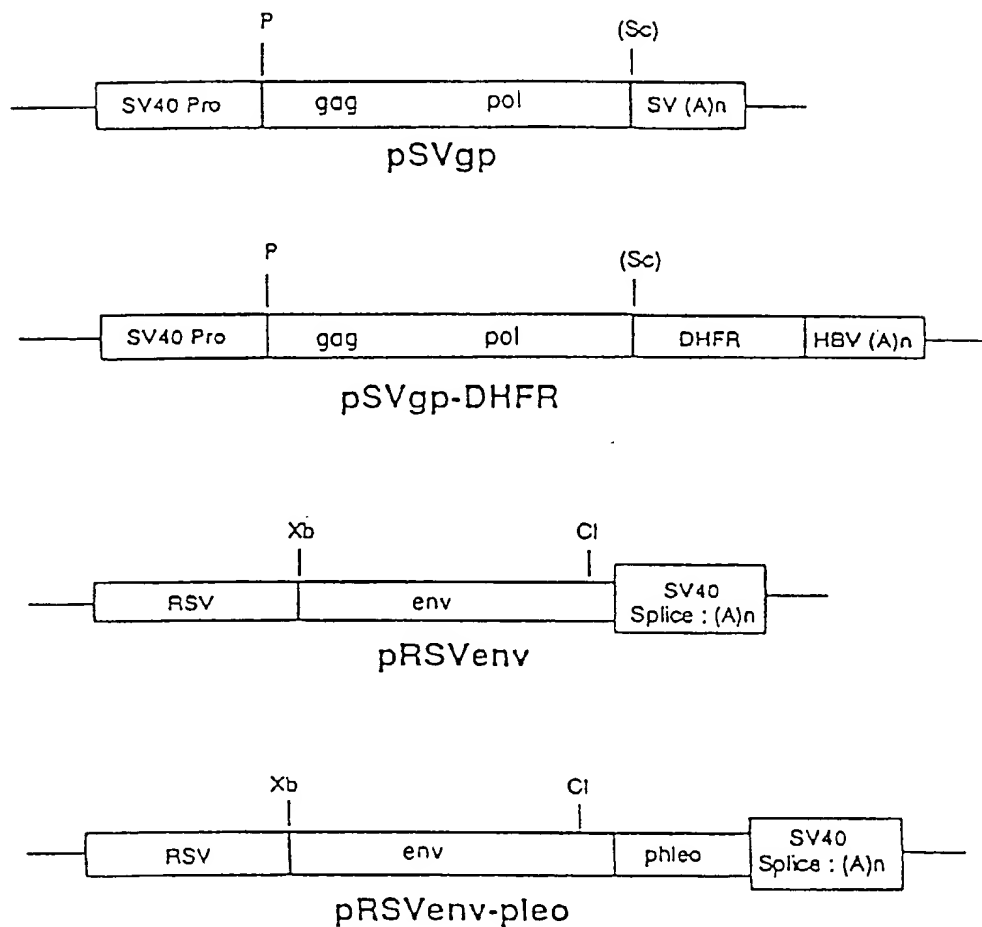 P (Sc)
SV40 Pro gag pol SV (A)n
pSVgp
P (Sc)
SV40 Pro gag pol DHFR HBV (A)n
pSVgp-DHFR
Xb Cl
RSV env SV40
Splice : (A)n
pRSVenv
Xb Cl
RSV env phleo SV40
Splice : (A)n
pRSVenv-pleo